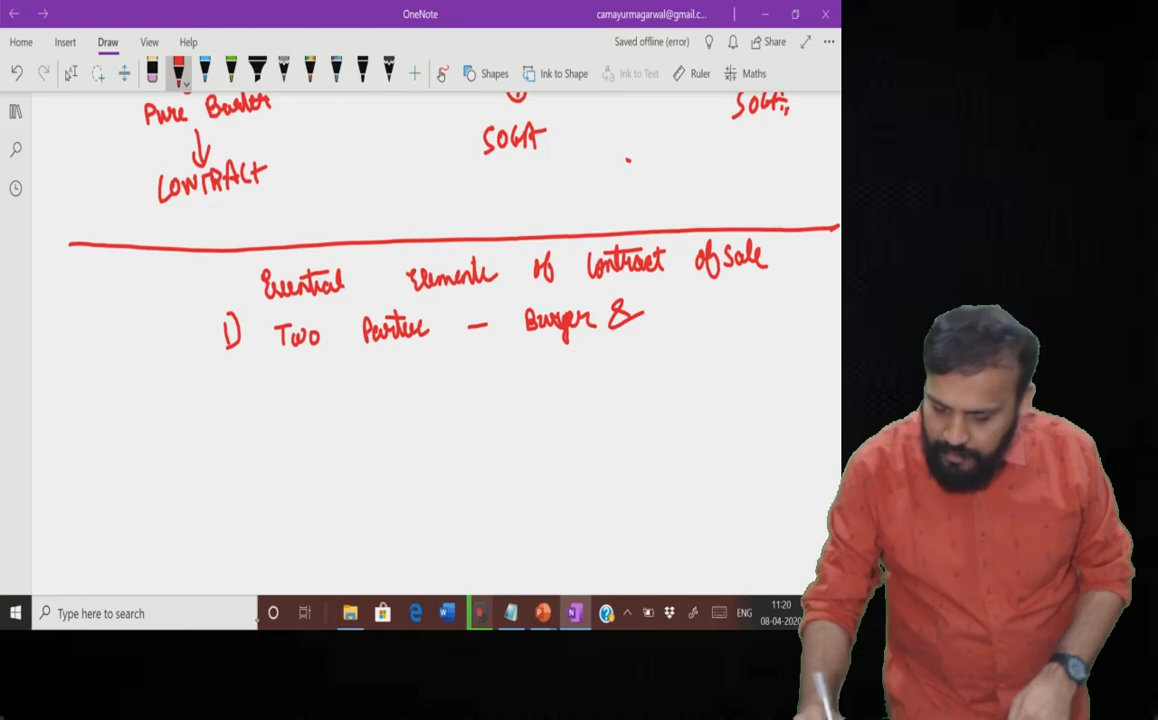 OneNote
camayurmagarwal@gmail.c...
Home Insert Draw View Help
Saved offline (error)
Share
Shapes
Ink to Shape
Ink to Text
Ruler
Maths
Pure Barter
SOGA
SOGA
CONTRACT
Essential Elements of Contract of Sale
1) Two Parties - Buyer &
Type here to search
ENG
11:20
08-04-2020